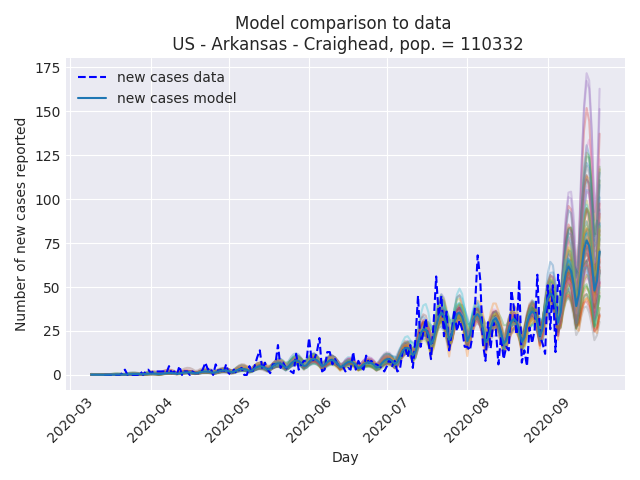 Model comparison to data
US - Arkansas - Craighead, pop. = 110332
new cases data
new cases model
Number of new cases reported
175
150
125
100
75
50
25
0
2020-03
2020-04
2020-05
2020-06
2020-07
2020-08
2020-09
Day